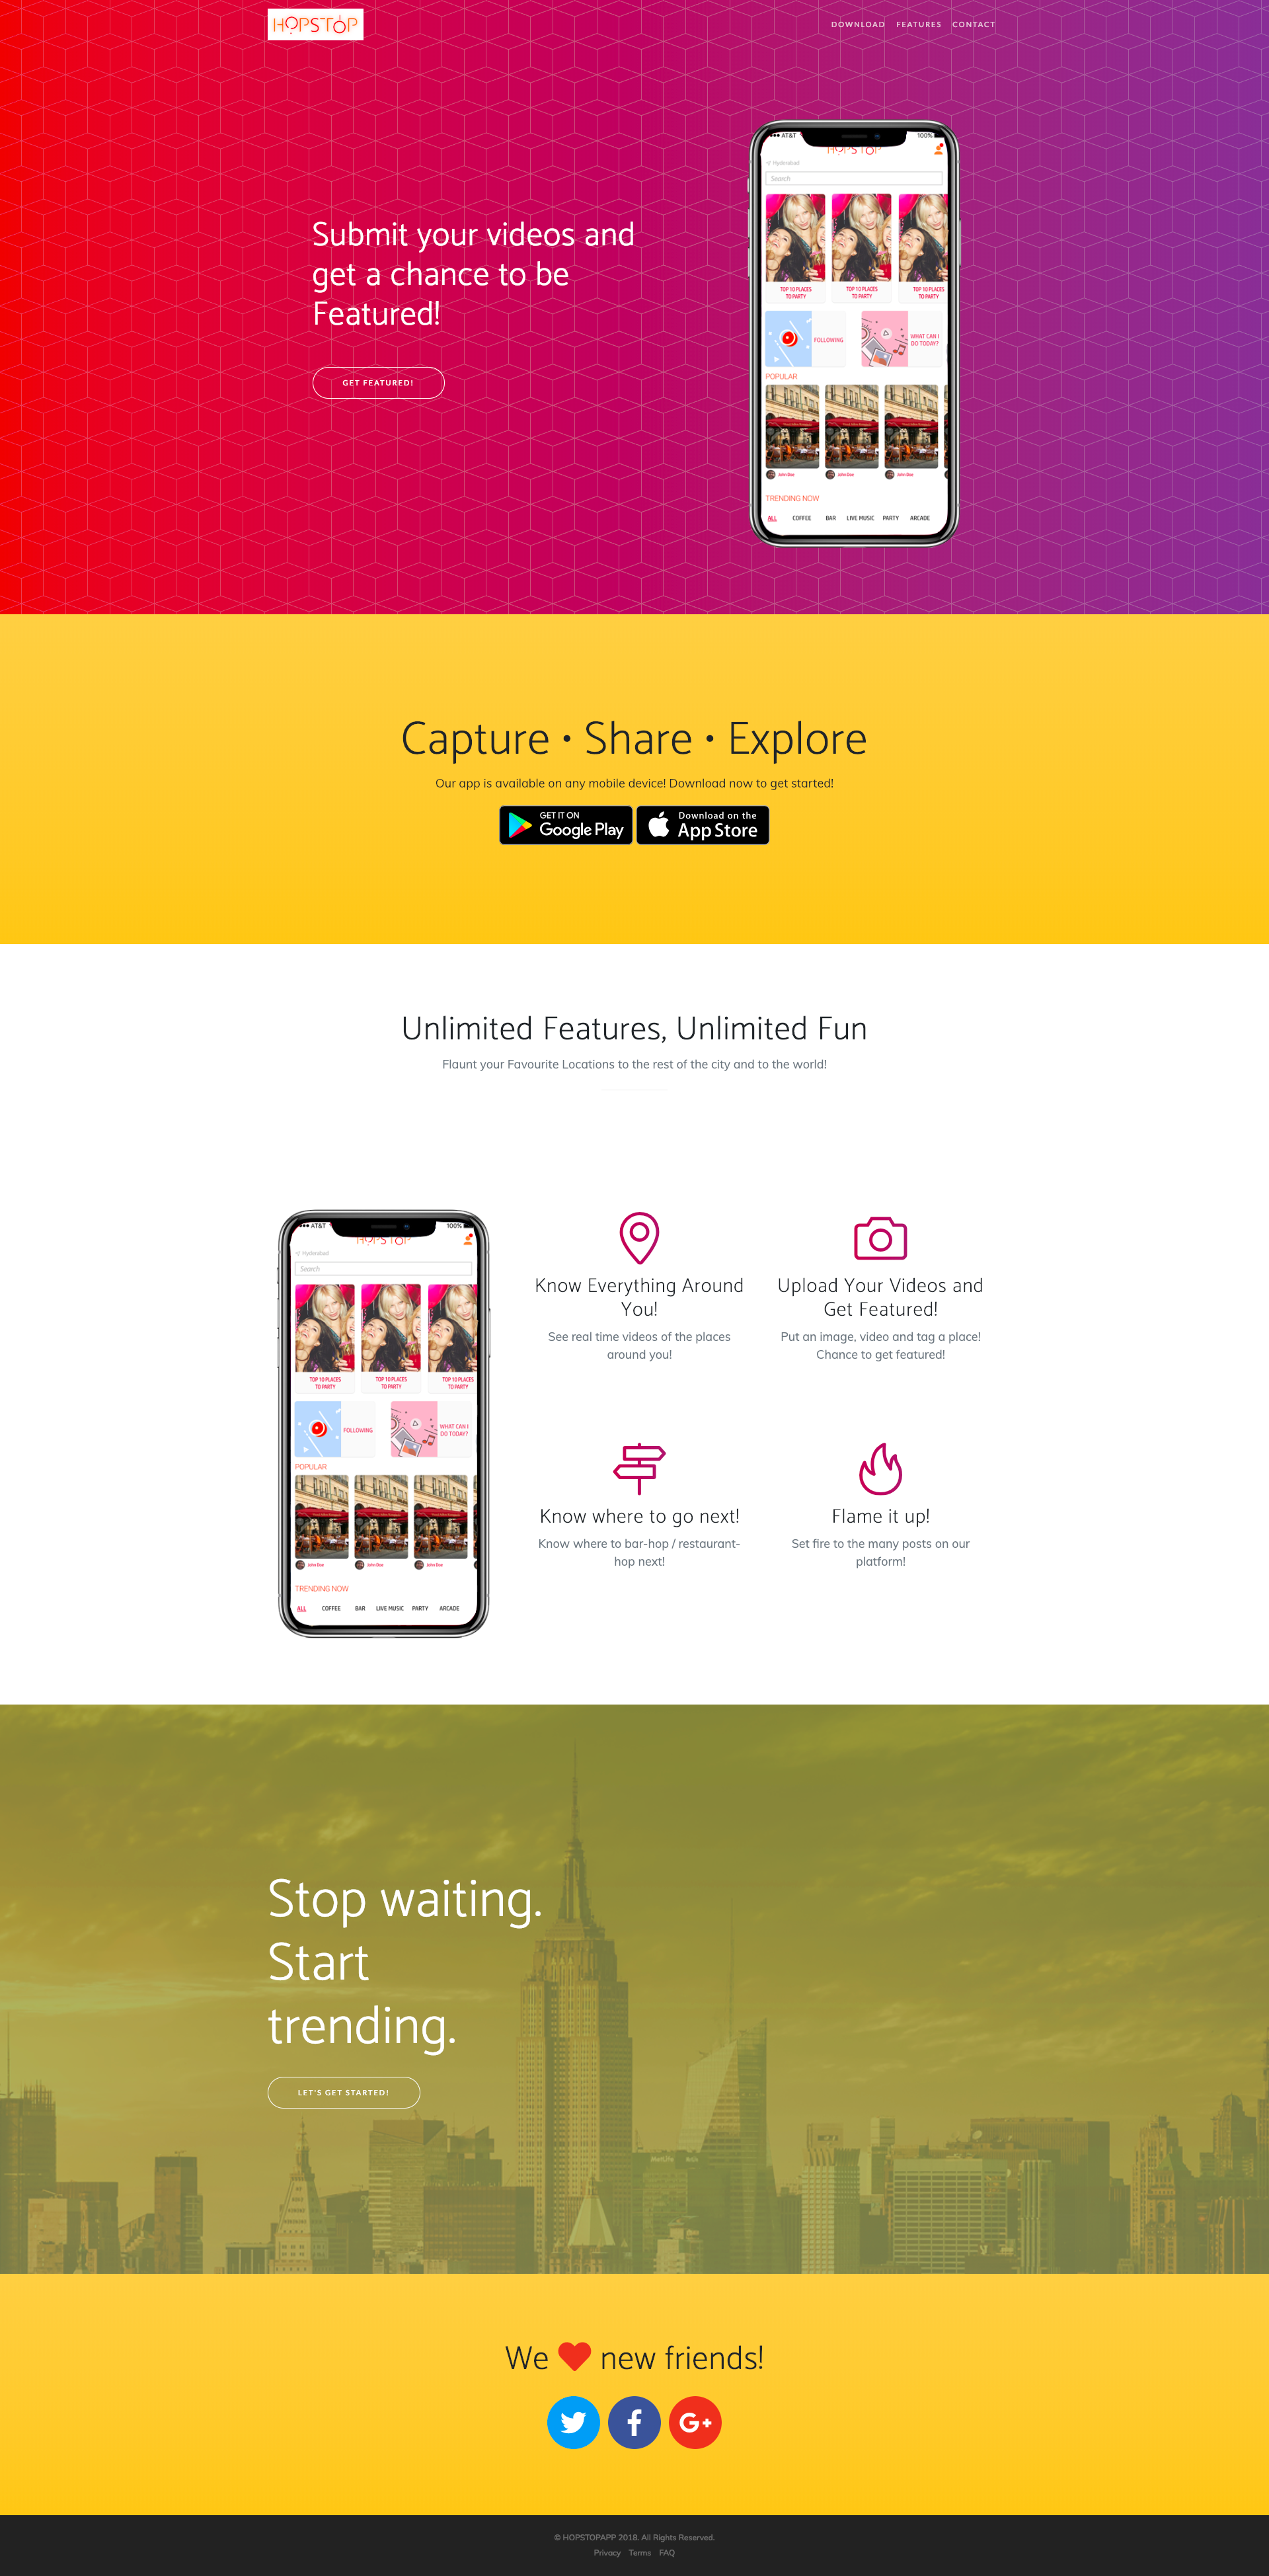 HOPSTOP
DOWNLOAD FEATURES CONTACT
Submit your videos and
get a chance to be
Featured!
GET FEATURED!
AT&T 100%
HOPSTOP
Hyderabad
Search
TOP 10 PLACES
TO PARTY
TOP 10 PLACES
TO PARTY
TOP 10 PLACES
TO PARTY
FOLLOWING
WHAT CAN I
DO TODAY?
POPULAR
John Doe
John Doe
John Doe
TRENDING NOW
ALL COFFEE BAR LIVE MUSIC PARTY ARCADE
Capture • Share • Explore
Our app is available on any mobile device! Download now to get started!
GET IT ON
Google Play
Download on the
App Store
Unlimited Features, Unlimited Fun
Flaunt your Favourite Locations to the rest of the city and to the world!
AT&T 100%
HOPSTOP
Hyderabad
Search
TOP 10 PLACES
TO PARTY
TOP 10 PLACES
TO PARTY
TOP 10 PLACES
TO PARTY
FOLLOWING
WHAT CAN I
DO TODAY?
POPULAR
John Doe
John Doe
John Doe
TRENDING NOW
ALL COFFEE BAR LIVE MUSIC PARTY ARCADE
Know Everything Around
You!
See real time videos of the places
around you!
Upload Your Videos and
Get Featured!
Put an image, video and tag a place!
Chance to get featured!
Know where to go next!
Know where to bar-hop / restaurant-
hop next!
Flame it up!
Set fire to the many posts on our
platform!
Stop waiting.
Start
trending.
LET'S GET STARTED!
MetLife
We ❤ new friends!
G+
© HOPSTOPAPP 2018. All Rights Reserved.
Privacy Terms FAQ